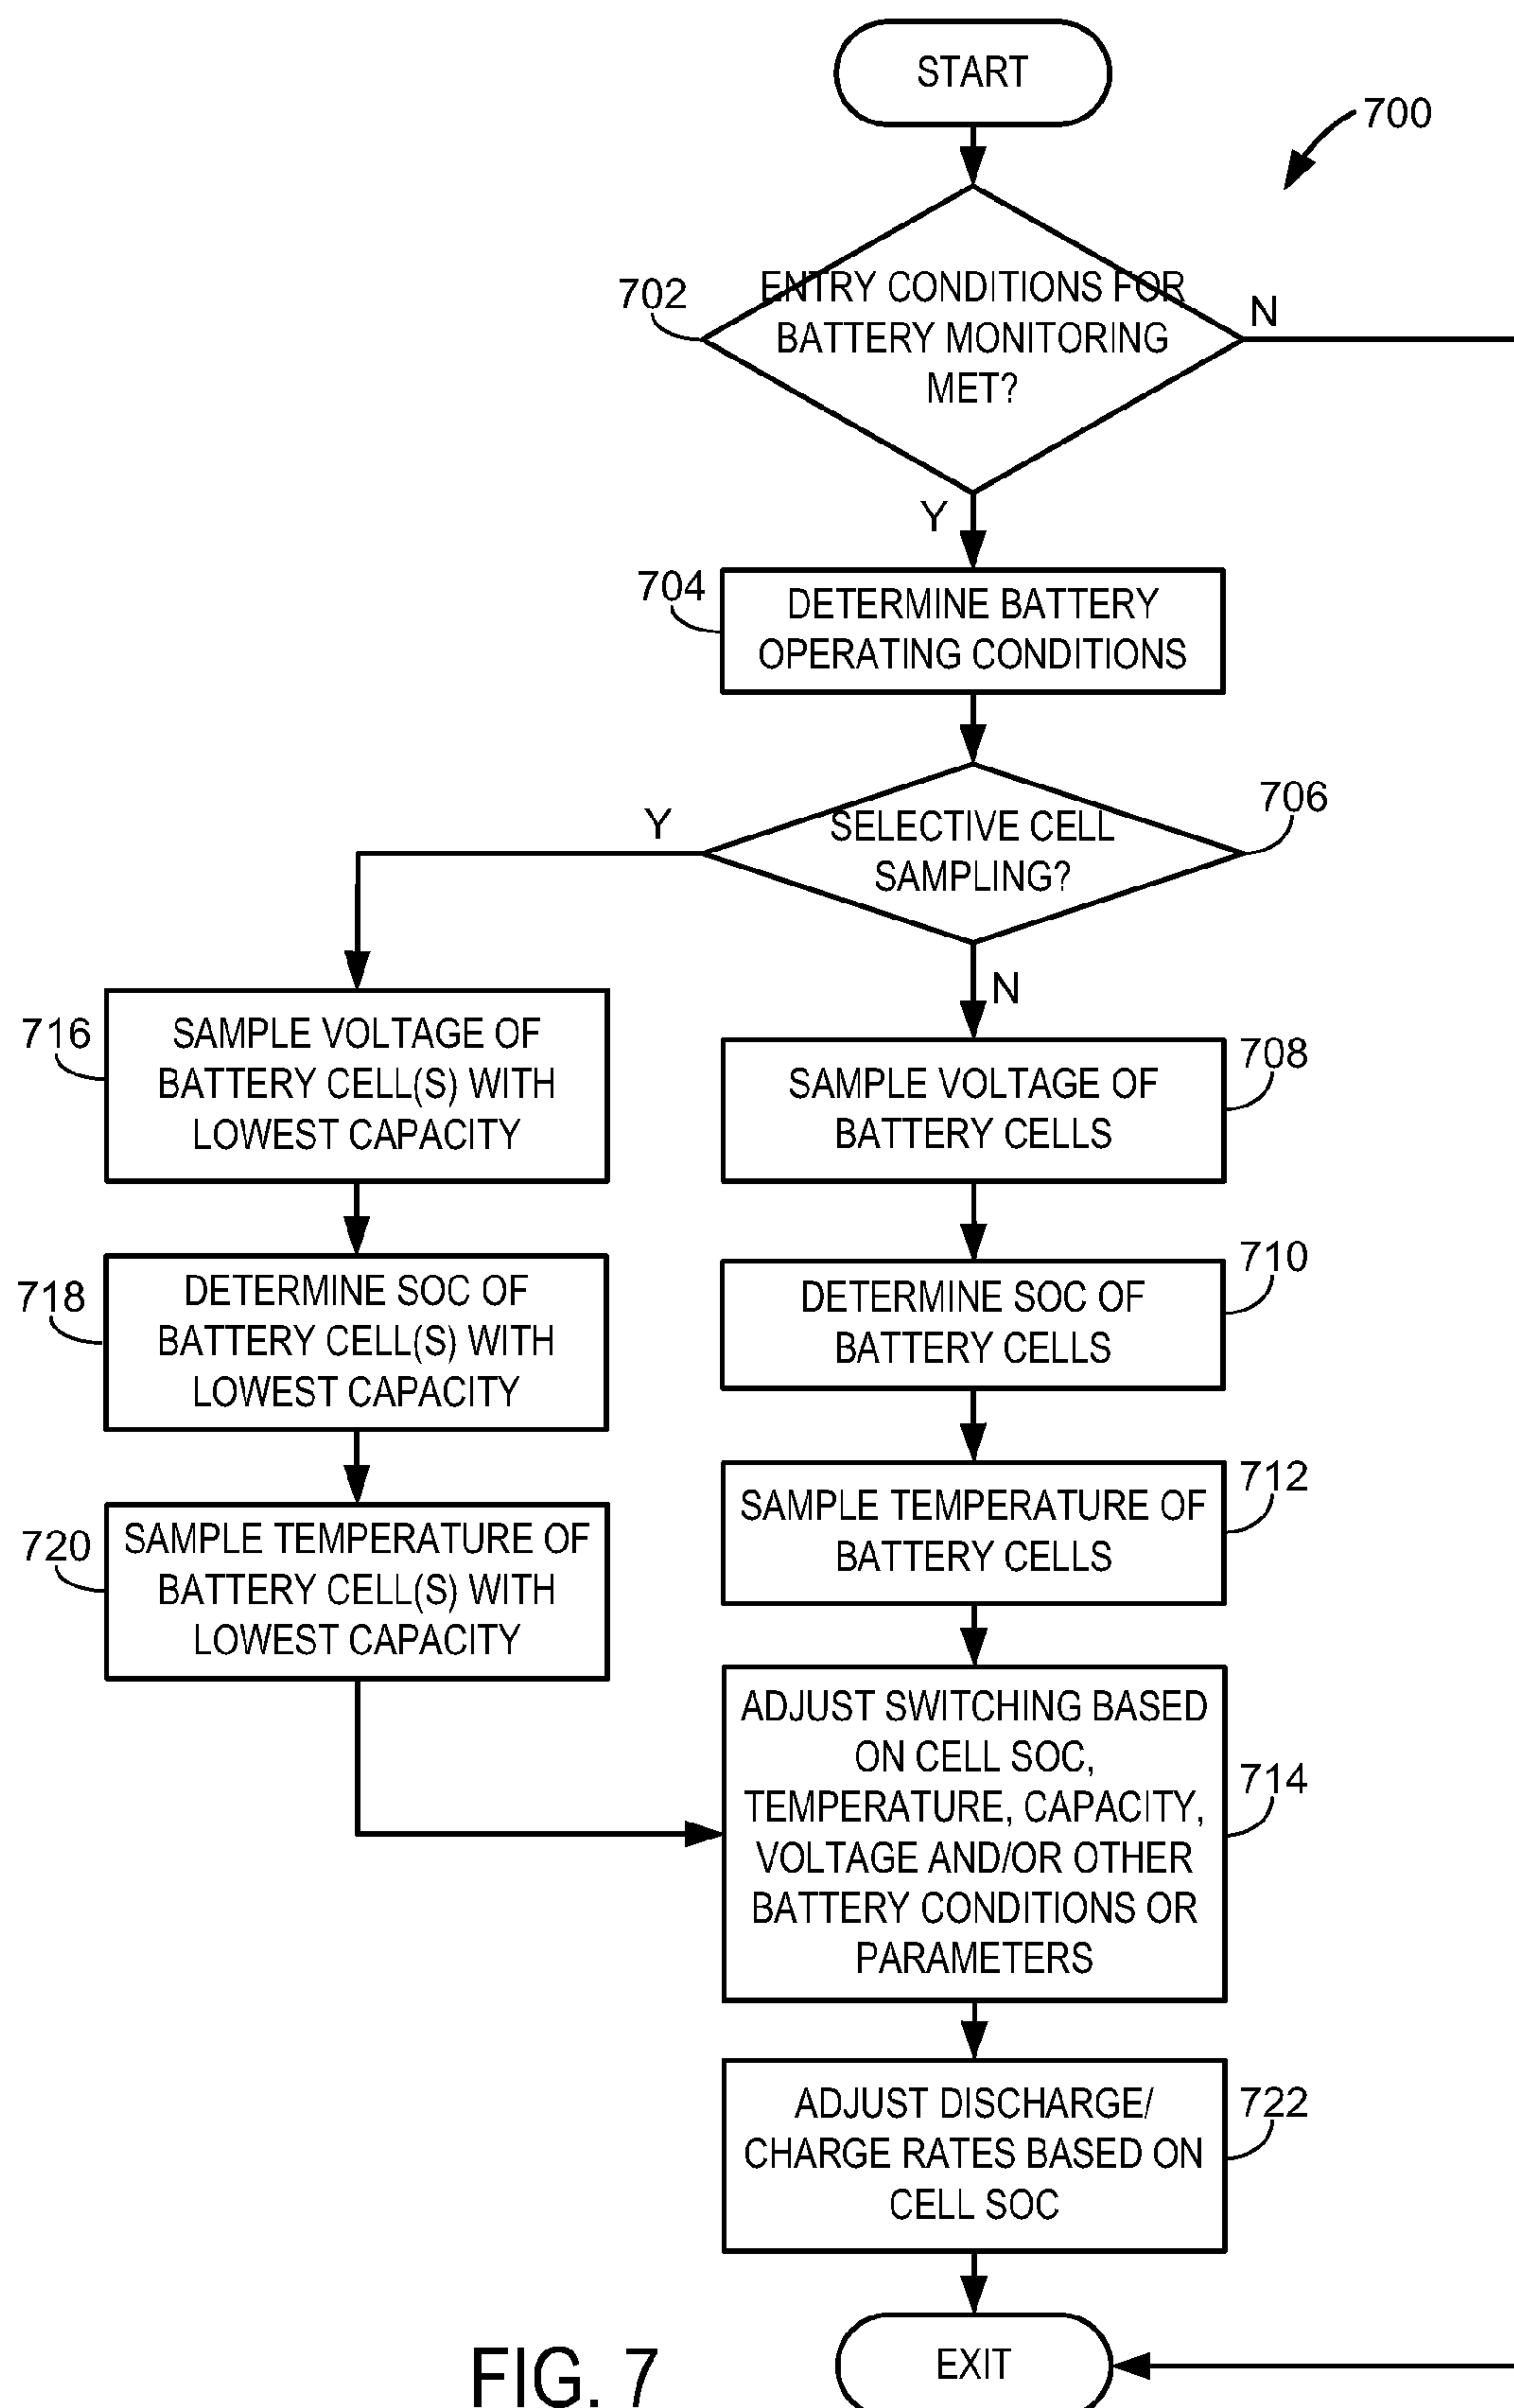 START
700
702
ENTRY CONDITIONS FOR
BATTERY MONITORING
MET?
N
Y
704
DETERMINE BATTERY
OPERATING CONDITIONS
706
SELECTIVE CELL
SAMPLING?
Y
N
716
SAMPLE VOLTAGE OF
BATTERY CELL(S) WITH
LOWEST CAPACITY
708
SAMPLE VOLTAGE OF
BATTERY CELLS
718
DETERMINE SOC OF
BATTERY CELL(S) WITH
LOWEST CAPACITY
710
DETERMINE SOC OF
BATTERY CELLS
720
SAMPLE TEMPERATURE OF
BATTERY CELL(S) WITH
LOWEST CAPACITY
712
SAMPLE TEMPERATURE OF
BATTERY CELLS
714
ADJUST SWITCHING BASED
ON CELL SOC,
TEMPERATURE, CAPACITY,
VOLTAGE AND/OR OTHER
BATTERY CONDITIONS OR
PARAMETERS
722
ADJUST DISCHARGE/
CHARGE RATES BASED ON
CELL SOC
EXIT
FIG. 7